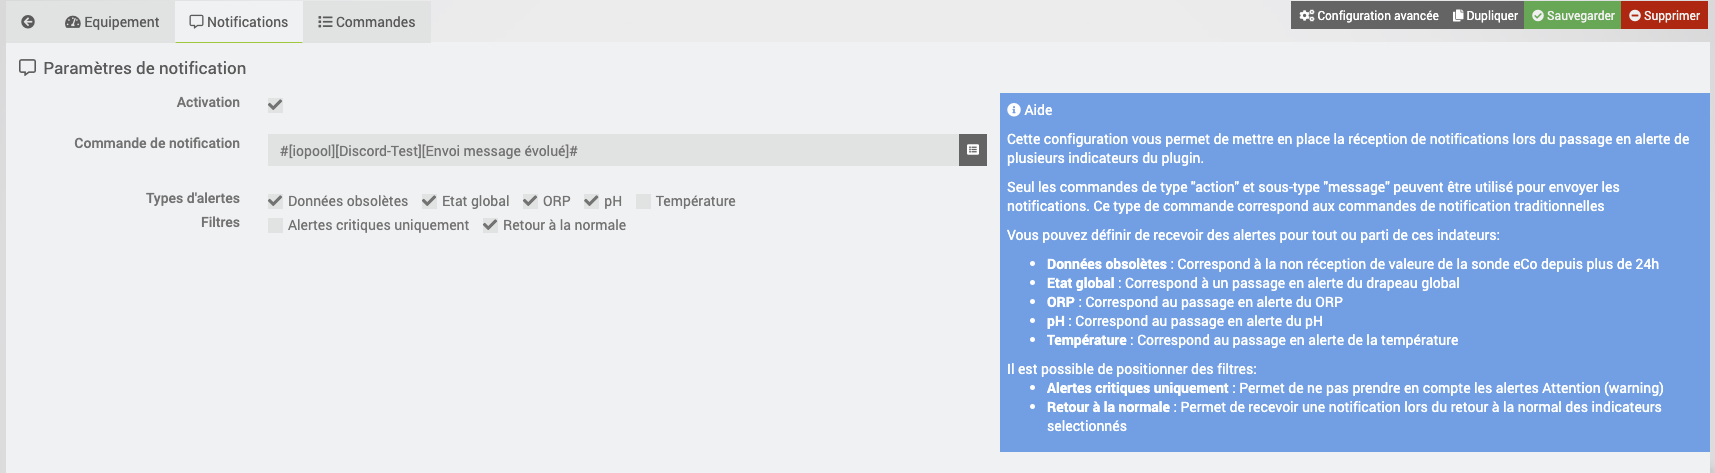 Equipement
Notifications
Commandes
Configuration avancée
Dupliquer
Sauvegarder
Supprimer
Paramètres de notification
Activation
Commande de notification
#[iopool][Discord-Test][Envoi message évolué]#
Types d'alertes
Données obsolètes
Etat global
ORP
pH
Température
Filtres
Alertes critiques uniquement
Retour à la normale
Aide
Cette configuration vous permet de mettre en place la réception de notifications lors du passage en alerte de
plusieurs indicateurs du plugin.
Seul les commandes de type "action" et sous-type "message" peuvent être utilisé pour envoyer les
notifications. Ce type de commande correspond aux commandes de notification traditionnelles
Vous pouvez définir de recevoir des alertes pour tout ou parti de ces indateurs:
Données obsolètes : Correspond à la non réception de valeure de la sonde eCo depuis plus de 24h
Etat global : Correspond à un passage en alerte du drapeau global
ORP : Correspond au passage en alerte du ORP
pH : Correspond au passage en alerte du pH
Température : Correspond au passage en alerte de la température
Il est possible de positionner des filtres:
Alertes critiques uniquement : Permet de ne pas prendre en compte les alertes Attention (warning)
Retour à la normale : Permet de recevoir une notification lors du retour à la normal des indicateurs
selectionnés